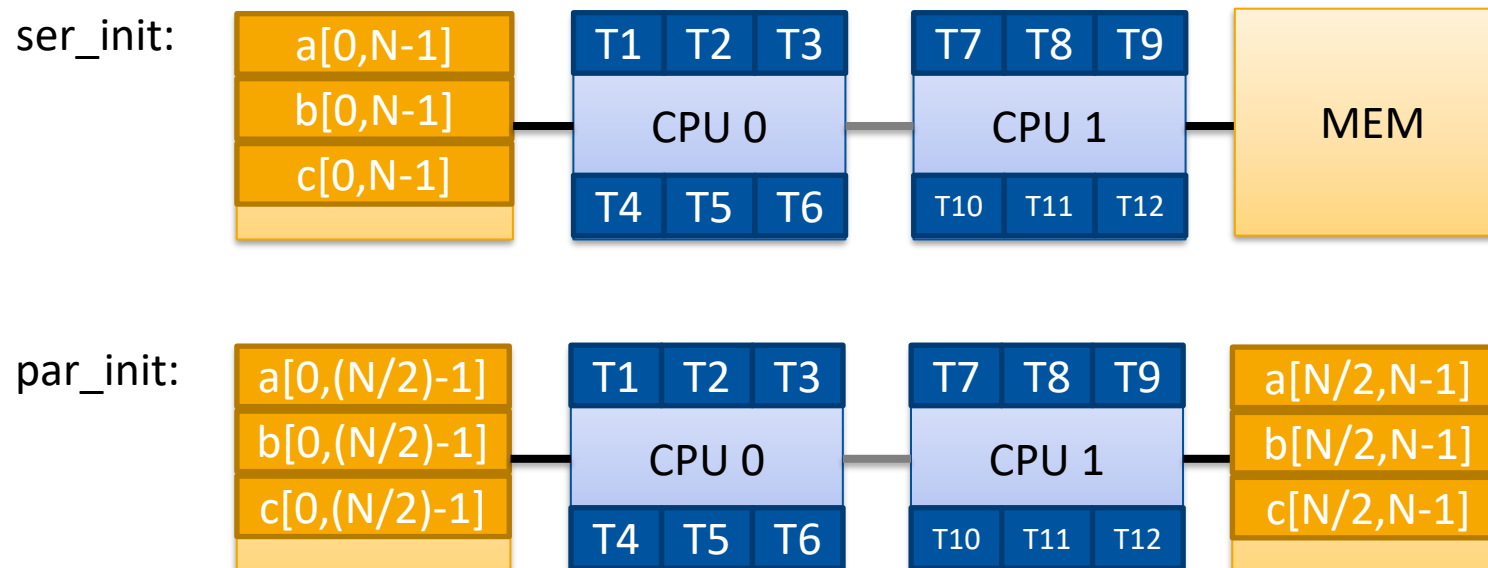 ser_init:
a[0,N-1]
b[0,N-1]
c[0,N-1]
T1 T2 T3
CPU 0
T4 T5 T6
T7 T8 T9
CPU 1
T10 T11 T12
MEM
par_init:
a[0,(N/2)-1]
b[0,(N/2)-1]
c[0,(N/2)-1]
T1 T2 T3
CPU 0
T4 T5 T6
T7 T8 T9
CPU 1
T10 T11 T12
a[N/2,N-1]
b[N/2,N-1]
c[N/2,N-1]